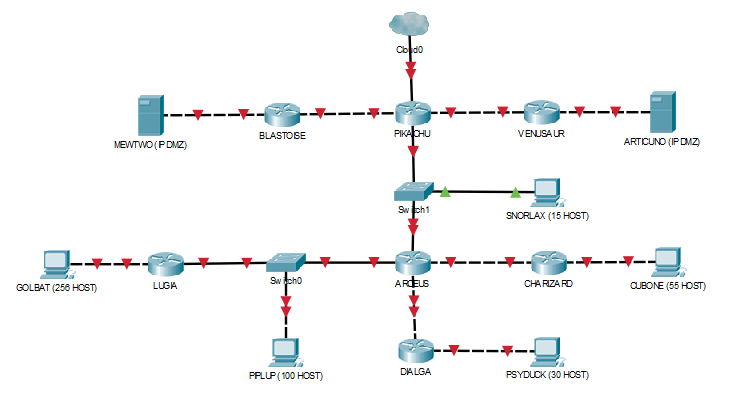 Cloud0
MEWTWO (IP DMZ)
BLASTOISE
PIKACHU
VENUSAUR
ARTICUNO (IP DMZ)
Switch1
SNORLAX (15 HOST)
GOLBAT (256 HOST)
LUGIA
Switch0
ARCEUS
CHARIZARD
CUBONE (55 HOST)
PIPLUP (100 HOST)
DIALGA
PSYDUCK (30 HOST)